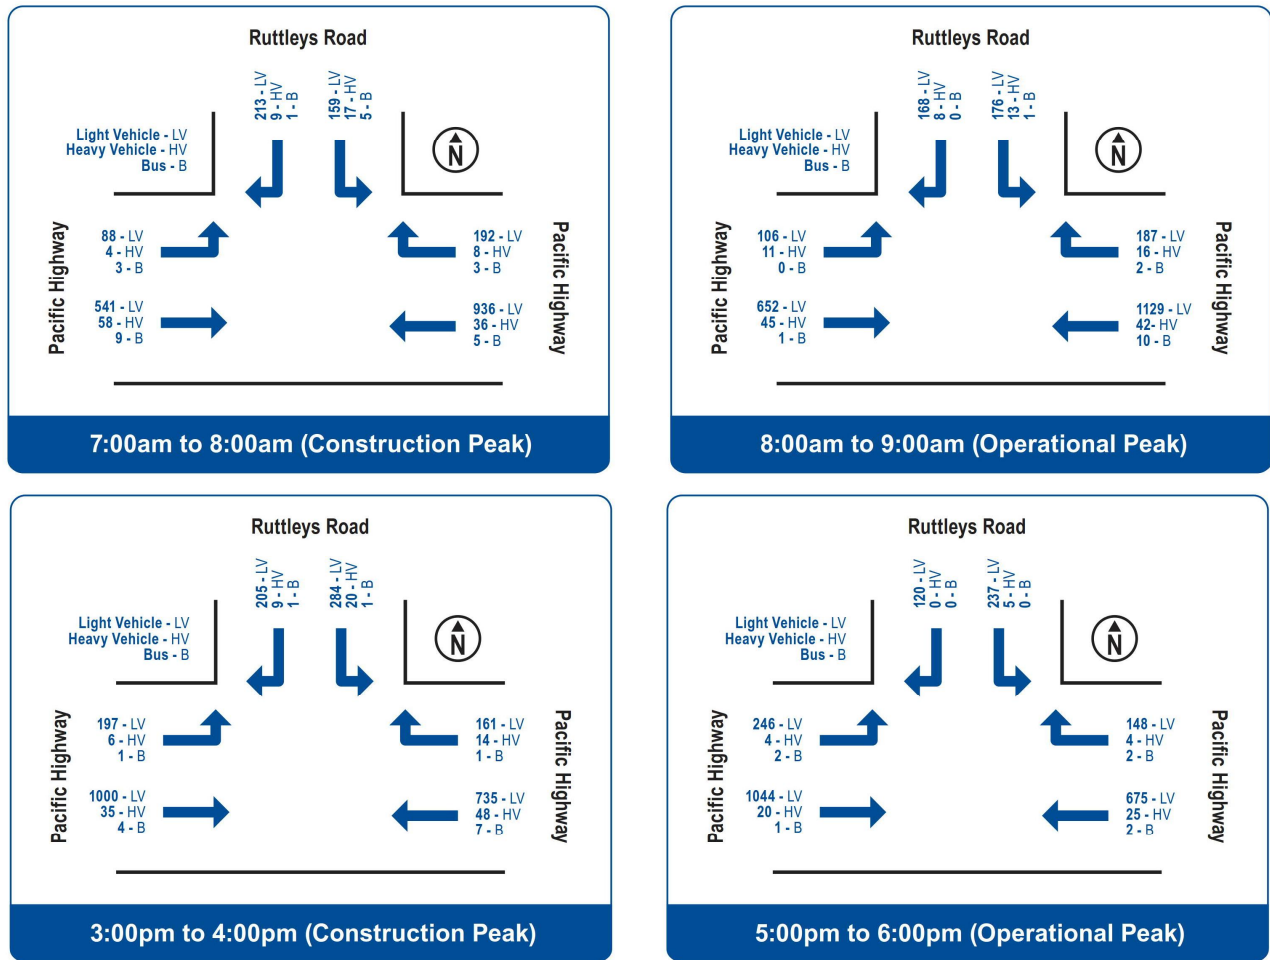 Ruttleys Road
213 - LV
9 - HV
1 - B
159 - LV
17 - HV
5 - B
Light Vehicle - LV
Heavy Vehicle - HV
Bus - B
N
Pacific Highway
88 - LV
4 - HV
3 - B
541 - LV
58 - HV
9 - B
192 - LV
8 - HV
3 - B
936 - LV
36 - HV
5 - B
Pacific Highway
7:00am to 8:00am (Construction Peak)
Ruttleys Road
168 - LV
8 - HV
0 - B
176 - LV
13 - HV
1 - B
Light Vehicle - LV
Heavy Vehicle - HV
Bus - B
N
Pacific Highway
106 - LV
11 - HV
0 - B
652 - LV
45 - HV
1 - B
187 - LV
16 - HV
2 - B
1129 - LV
42- HV
10 - B
Pacific Highway
8:00am to 9:00am (Operational Peak)
Ruttleys Road
205 - LV
9 - HV
1 - B
284 - LV
20 - HV
1 - B
Light Vehicle - LV
Heavy Vehicle - HV
Bus - B
N
Pacific Highway
197 - LV
6 - HV
1 - B
1000 - LV
35 - HV
4 - B
161 - LV
14 - HV
1 - B
735 - LV
48 - HV
7 - B
Pacific Highway
3:00pm to 4:00pm (Construction Peak)
Ruttleys Road
120 - LV
0 - HV
0 - B
237 - LV
5 - HV
0 - B
Light Vehicle - LV
Heavy Vehicle - HV
Bus - B
N
Pacific Highway
246 - LV
4 - HV
2 - B
1044 - LV
20 - HV
1 - B
148 - LV
4 - HV
2 - B
675 - LV
25 - HV
2 - B
Pacific Highway
5:00pm to 6:00pm (Operational Peak)